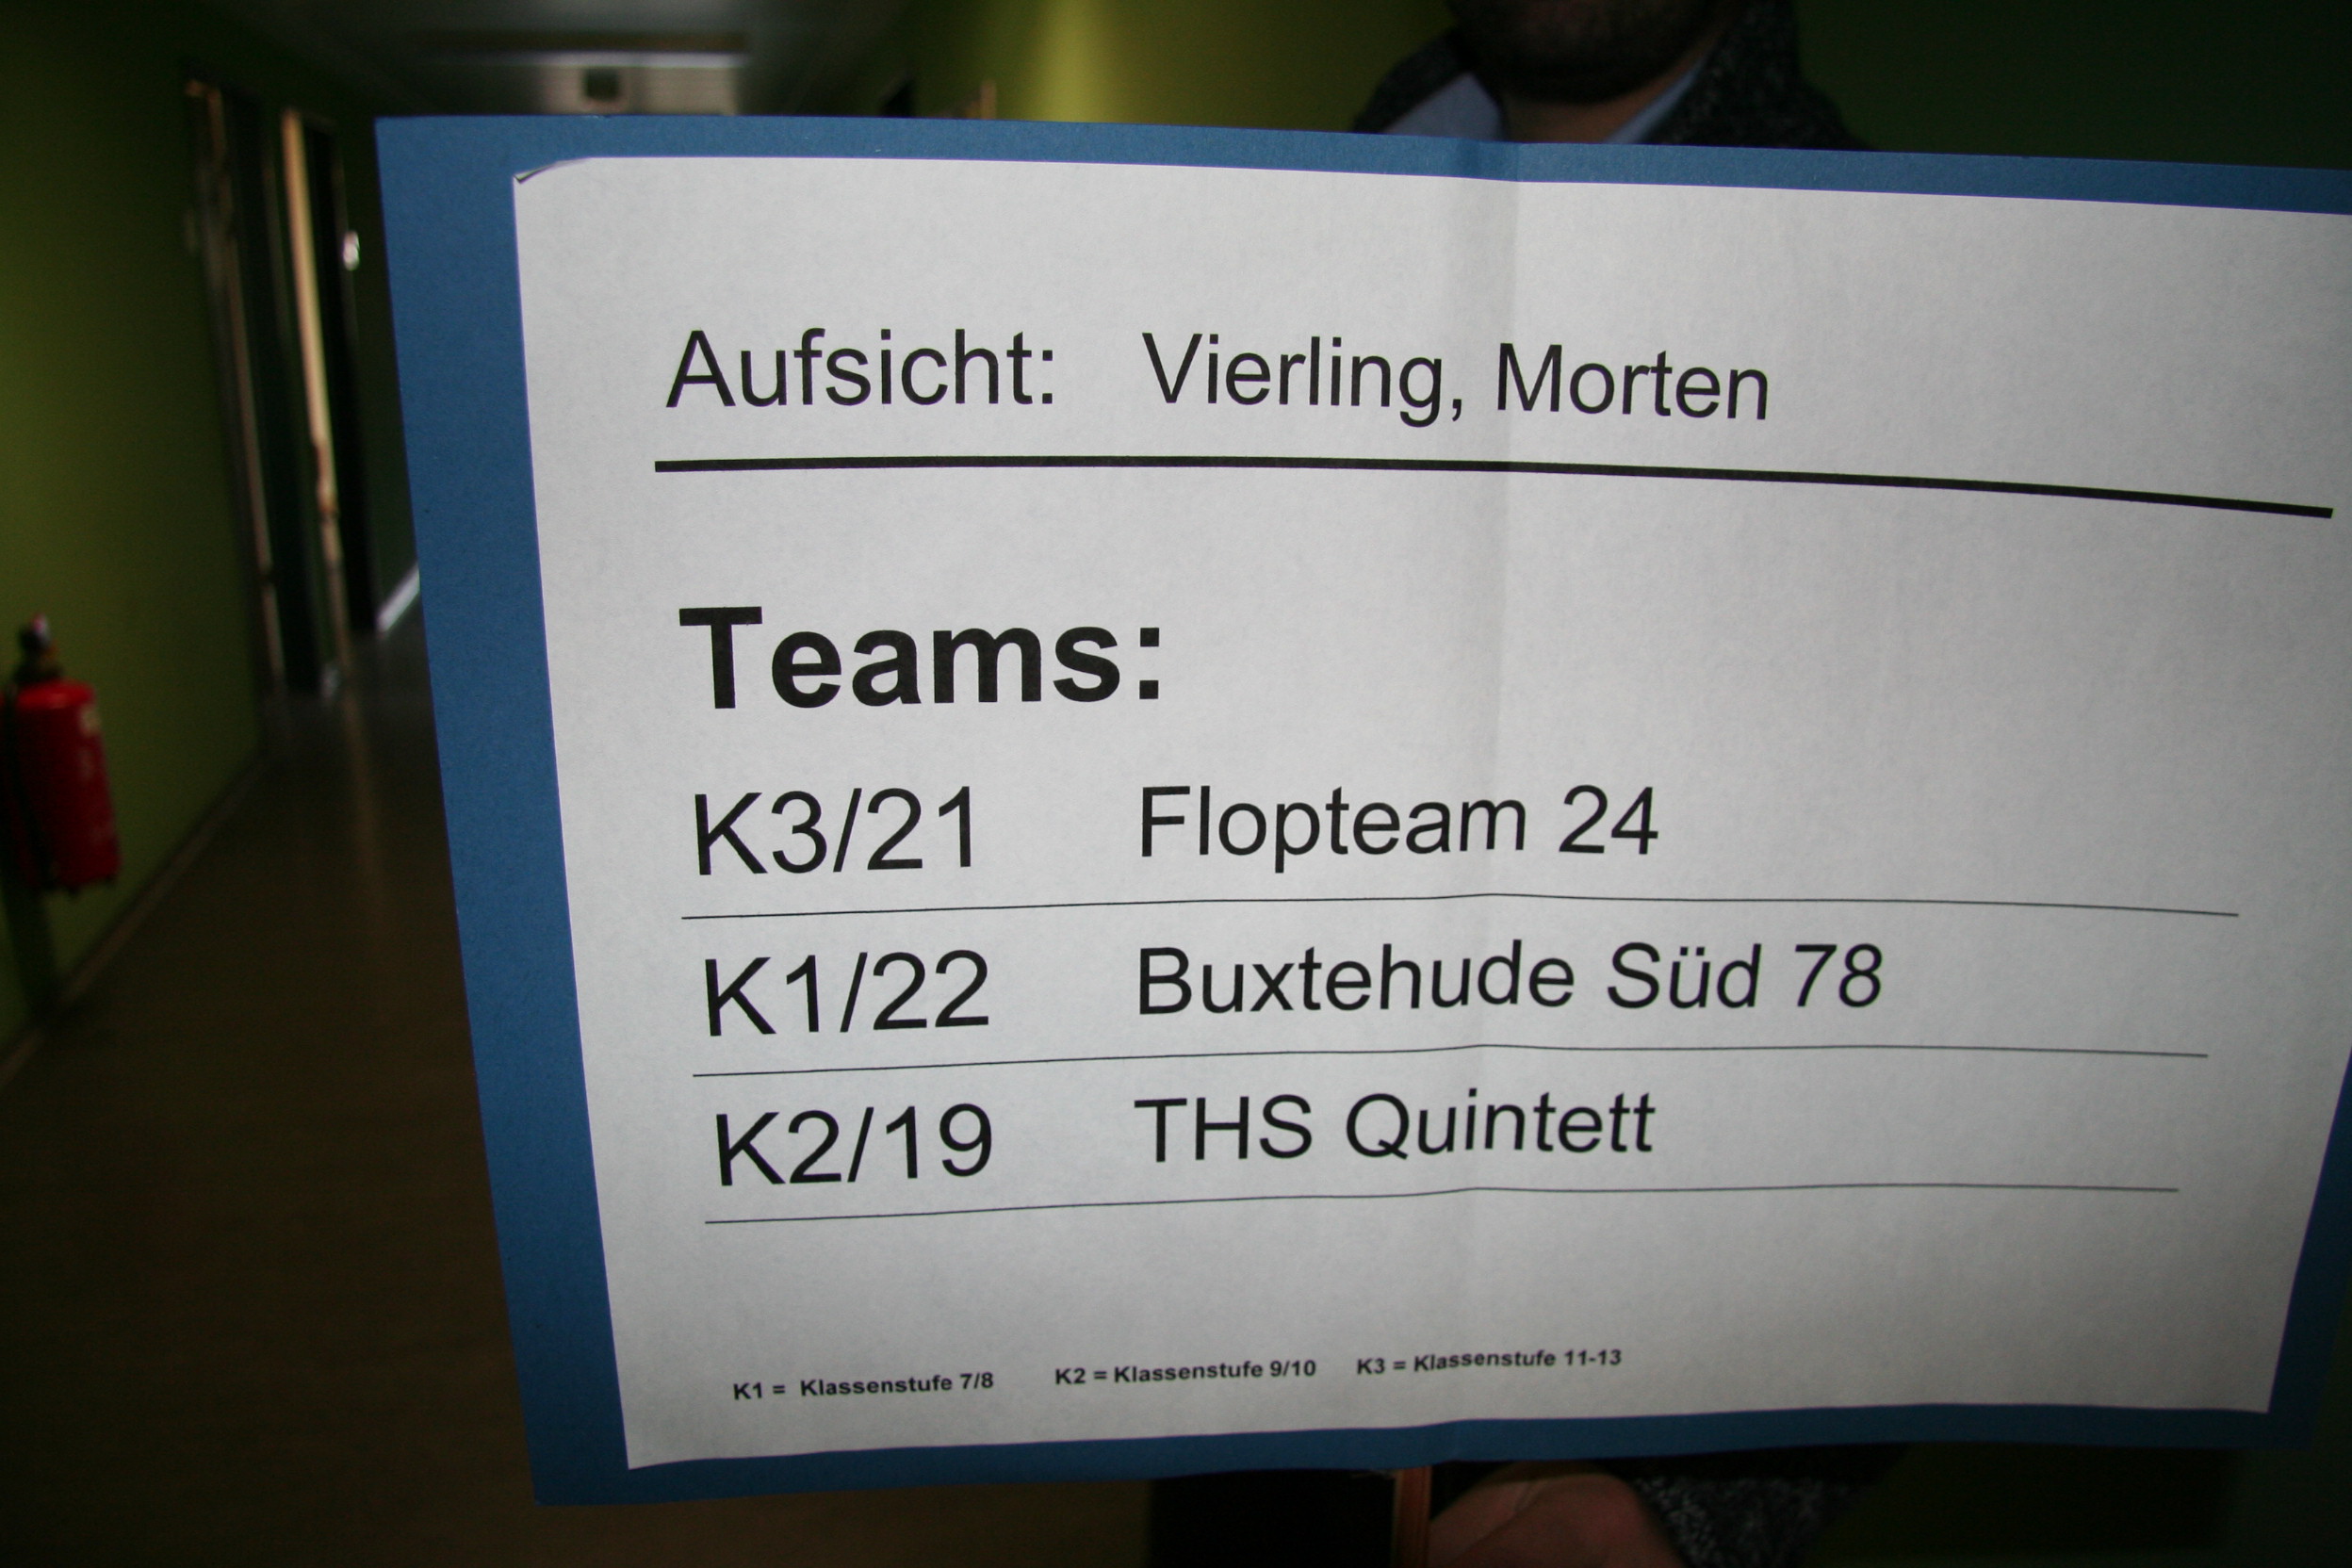 Aufsicht: Vierling, Morten
Teams:
K3/21 Flopteam 24
K1/22 Buxtehude Süd 78
K2/19 THS Quintett
K1 = Klassenstufe 7/8 K2 = Klassenstufe 9/10 K3 = Klassenstufe 11-13